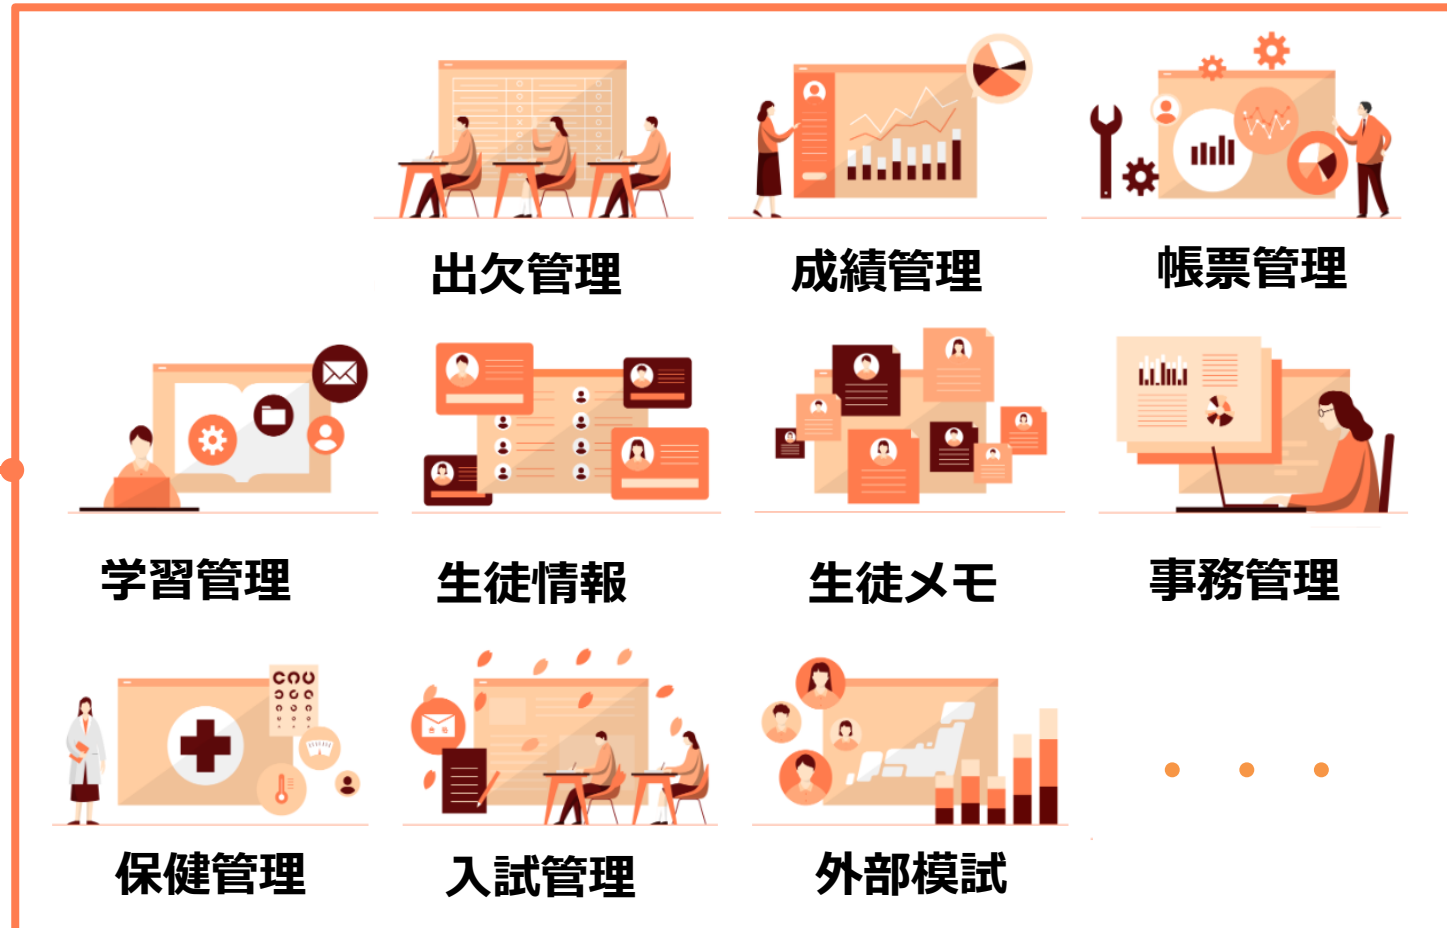 出欠管理
成績管理
帳票管理
学習管理
生徒情報
生徒メモ
事務管理
保健管理
入試管理
外部模試